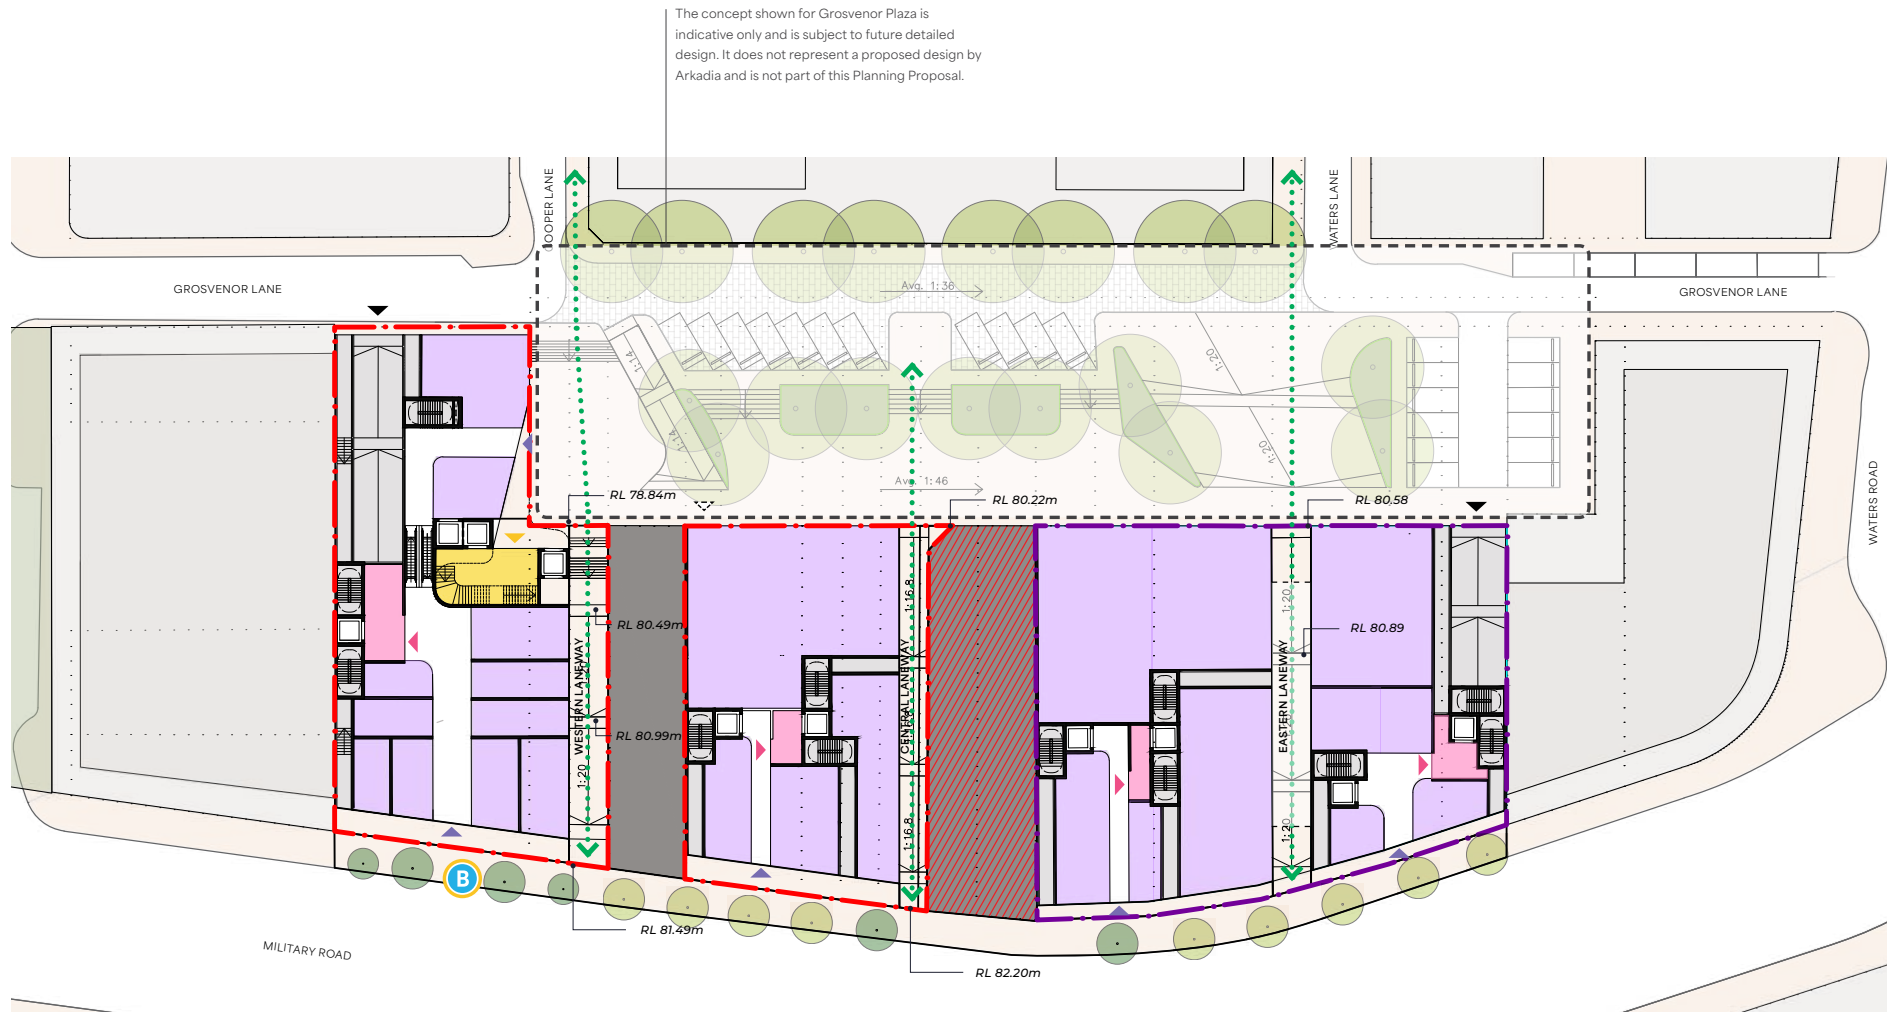 The concept shown for Grosvenor Plaza is
indicative only and is subject to future detailed
design. It does not represent a proposed design by
Arkadia and is not part of this Planning Proposal.
COOPER LANE
WATERS LANE
GROSVENOR LANE
GROSVENOR LANE
Avg. 1:36
1:14
1:20
1:14
1:20
Avg. 1:46
RL 78.84m
RL 80.22m
RL 80.58
WATERS ROAD
1:16.8
1:20
RL 80.49m
RL 80.89
WESTERN LANEWAY
CENTRAL LANEWAY
EASTERN LANEWAY
RL 80.99m
1:20
1:16.8
1:20
B
RL 81.49m
MILITARY ROAD
RL 82.20m